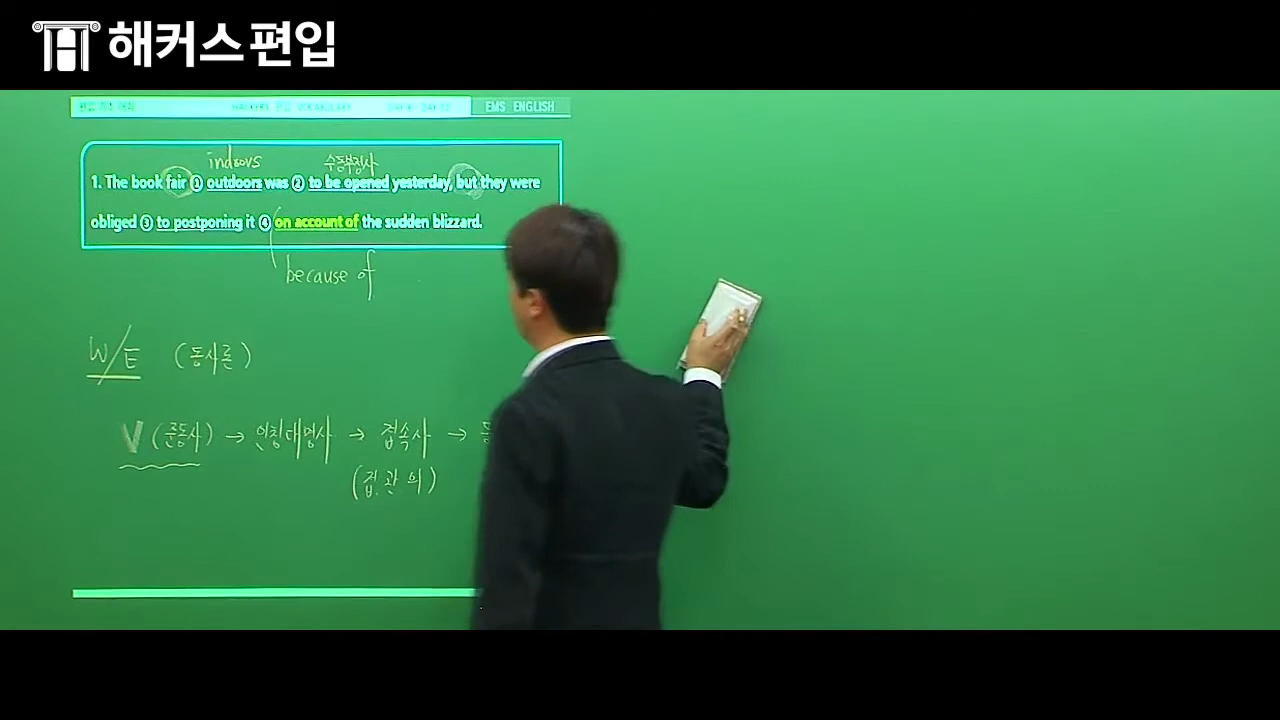 해커스편입
EMS ENGLISH
indoors 수동부정사
1. The book fair ① outdoors was ② to be opened yesterday, but they were
obliged ③ to postponing it ④ on account of the sudden blizzard.
because of
W/E (동사론)
V (준동사) → 인칭대명사 → 접속사 →
(접.관.의)